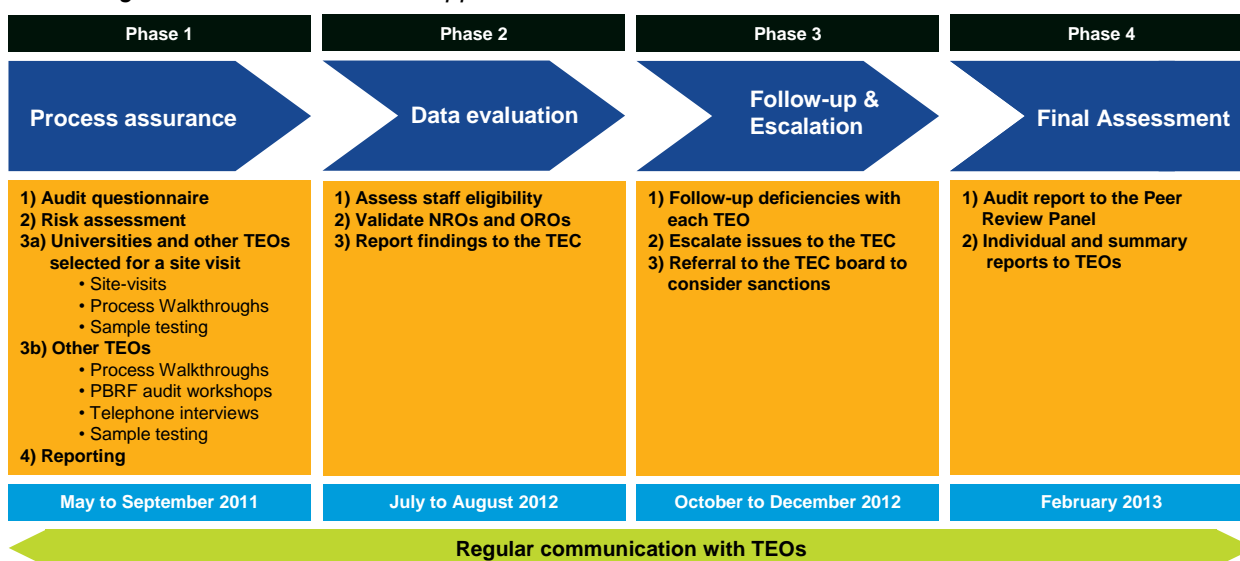 Phase 1
Phase 2
Phase 3
Phase 4
Process assurance
Data evaluation
Follow-up &
Escalation
Final Assessment
1) Audit questionnaire
2) Risk assessment
3a) Universities and other TEOs
selected for a site visit
• Site-visits
• Process Walkthroughs
• Sample testing
3b) Other TEOs
• Process Walkthroughs
• PBRF audit workshops
• Telephone interviews
• Sample testing
4) Reporting
1) Assess staff eligibility
2) Validate NROs and OROs
3) Report findings to the TEC
1) Follow-up deficiencies with
each TEO
2) Escalate issues to the TEC
3) Referral to the TEC board to
consider sanctions
1) Audit report to the Peer
Review Panel
2) Individual and summary
reports to TEOs
May to September 2011
July to August 2012
October to December 2012
February 2013
Regular communication with TEOs